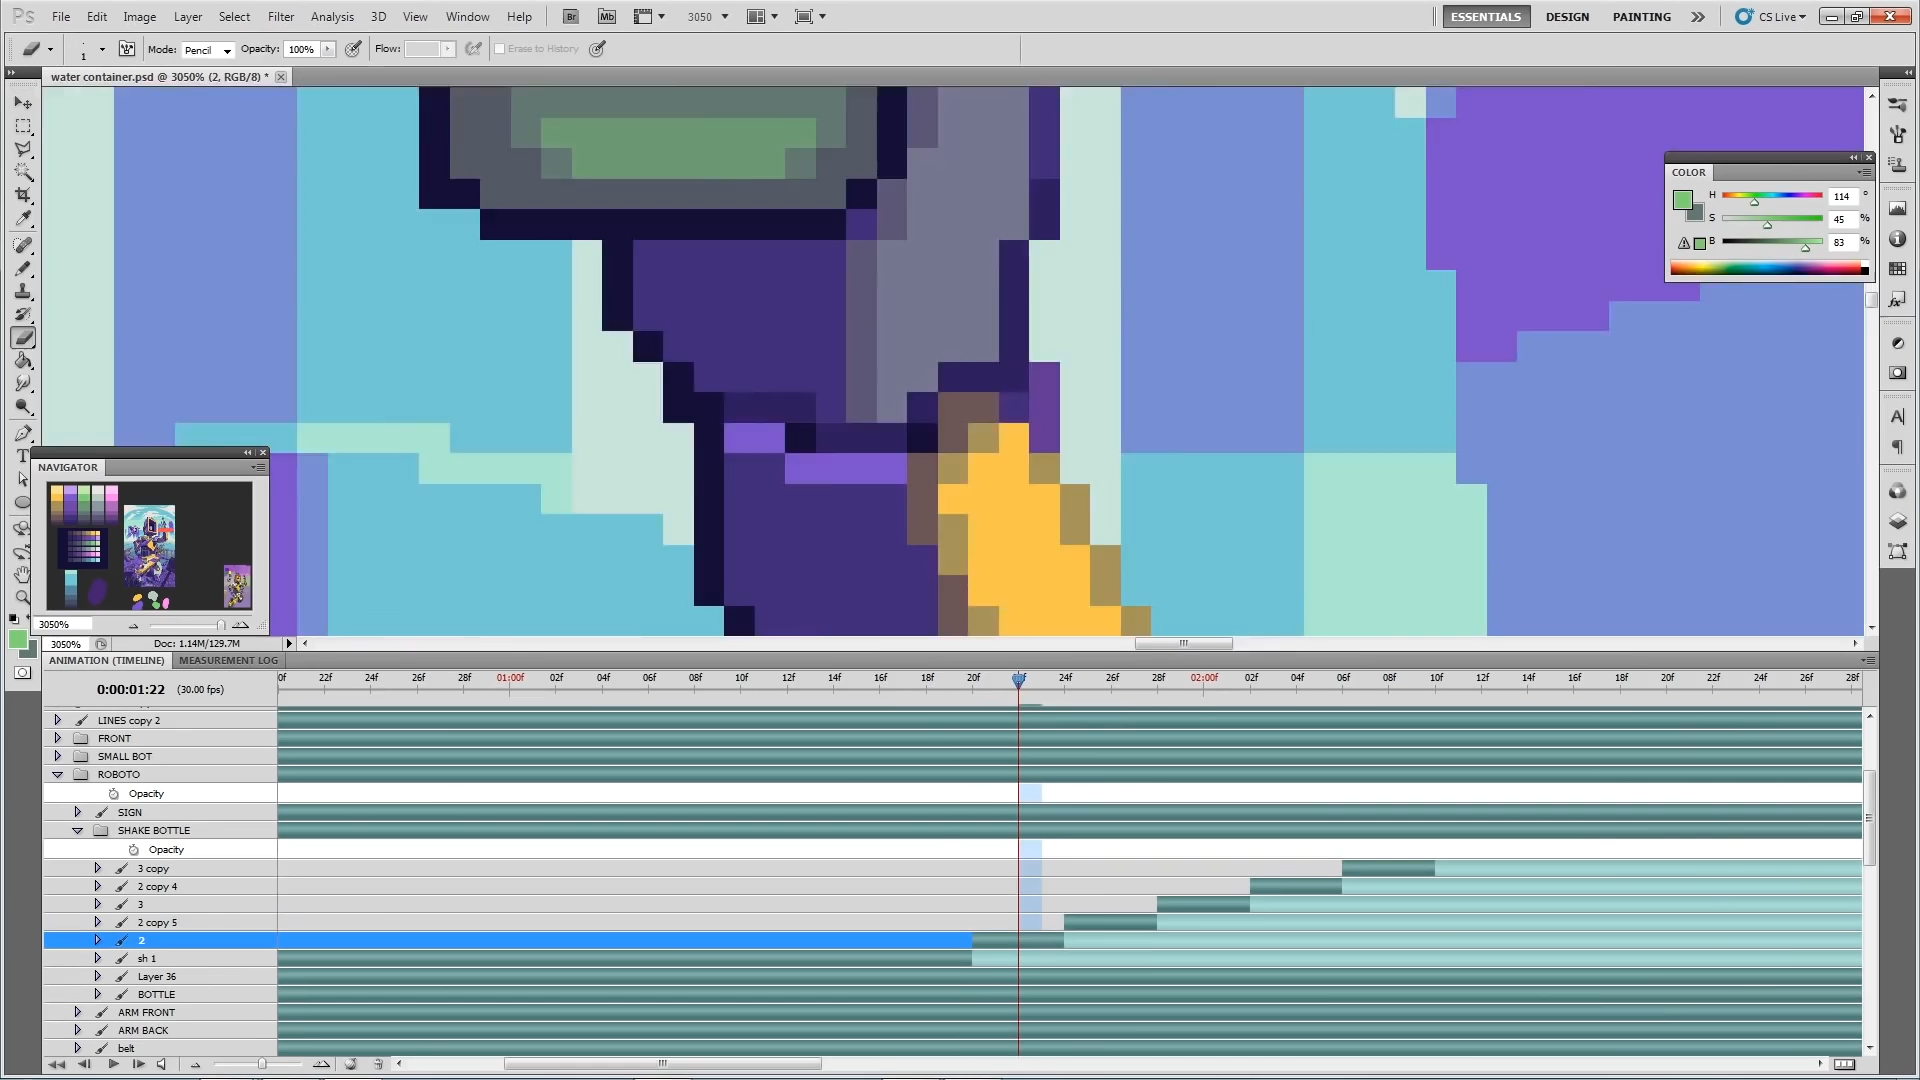 Ps File Edit Image Layer Select Filter Analysis 3D View Window Help Br Mb 3050 ESSENTIALS DESIGN PAINTING CS Live
1 Mode: Pencil Opacity: 100% Flow: Erase to History
water container.psd @ 3050% (2, RGB/8) *
COLOR
H 114 °
S 45 %
B 83 %
NAVIGATOR
3050%
3050% Doc: 1.14M/129.7M
ANIMATION (TIMELINE) MEASUREMENT LOG
0:00:01:22 (30.00 fps) 0f 22f 24f 26f 28f 01:00f 02f 04f 06f 08f 10f 12f 14f 16f 18f 20f 24f 26f 28f 02:00f 02f 04f 06f 08f 10f 12f 14f 16f 18f 20f 22f 24f 26f 28f
LINES copy 2
FRONT
SMALL BOT
ROBOTO
Opacity
SIGN
SHAKE BOTTLE
Opacity
3 copy
2 copy 4
3
2 copy 5
2
sh 1
Layer 36
BOTTLE
ARM FRONT
ARM BACK
belt